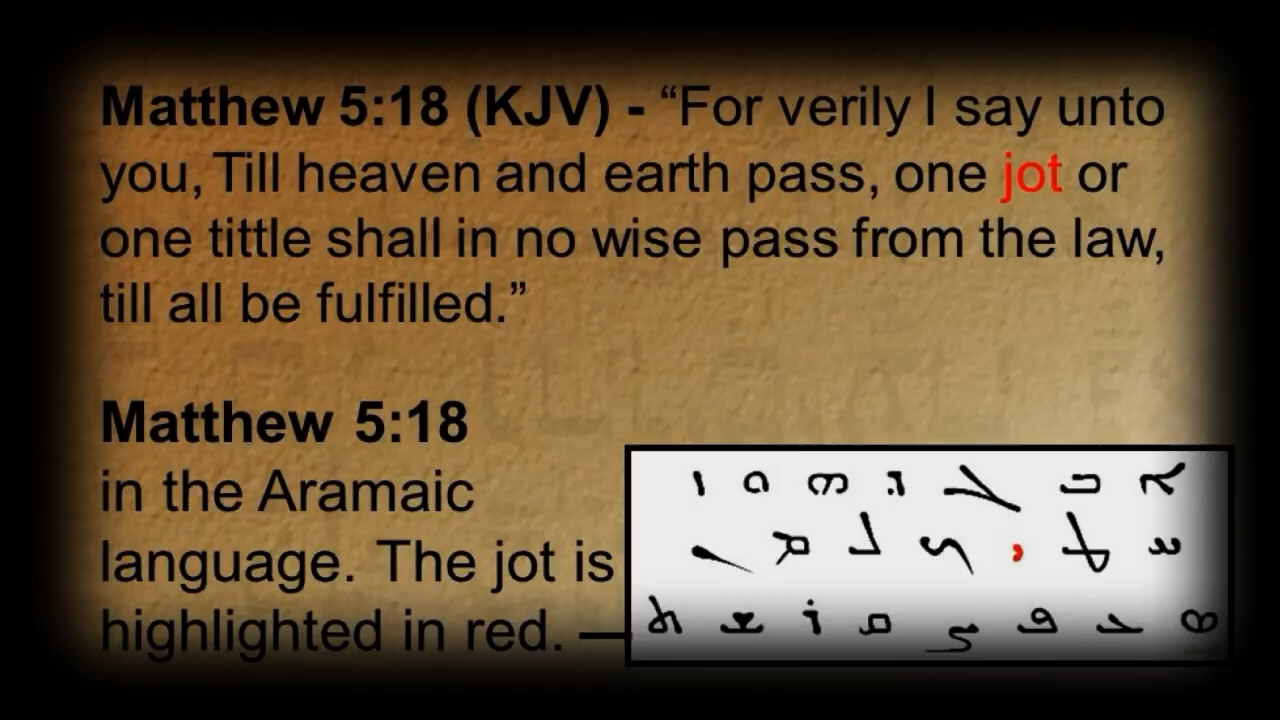 Matthew 5:18 (KJV) - “For verily I say unto
you, Till heaven and earth pass, one jot or
one tittle shall in no wise pass from the law,
till all be fulfilled.”
Matthew 5:18
in the Aramaic
language. The jot is
highlighted in red. —
ܐ ܒ ܓ ܕ ܗ ܘ ܙ
ܚ ܛ ܝ ܟ ܠ ܡ ܢ
ܣ ܥ ܦ ܨ ܩ ܪ ܫ ܬ